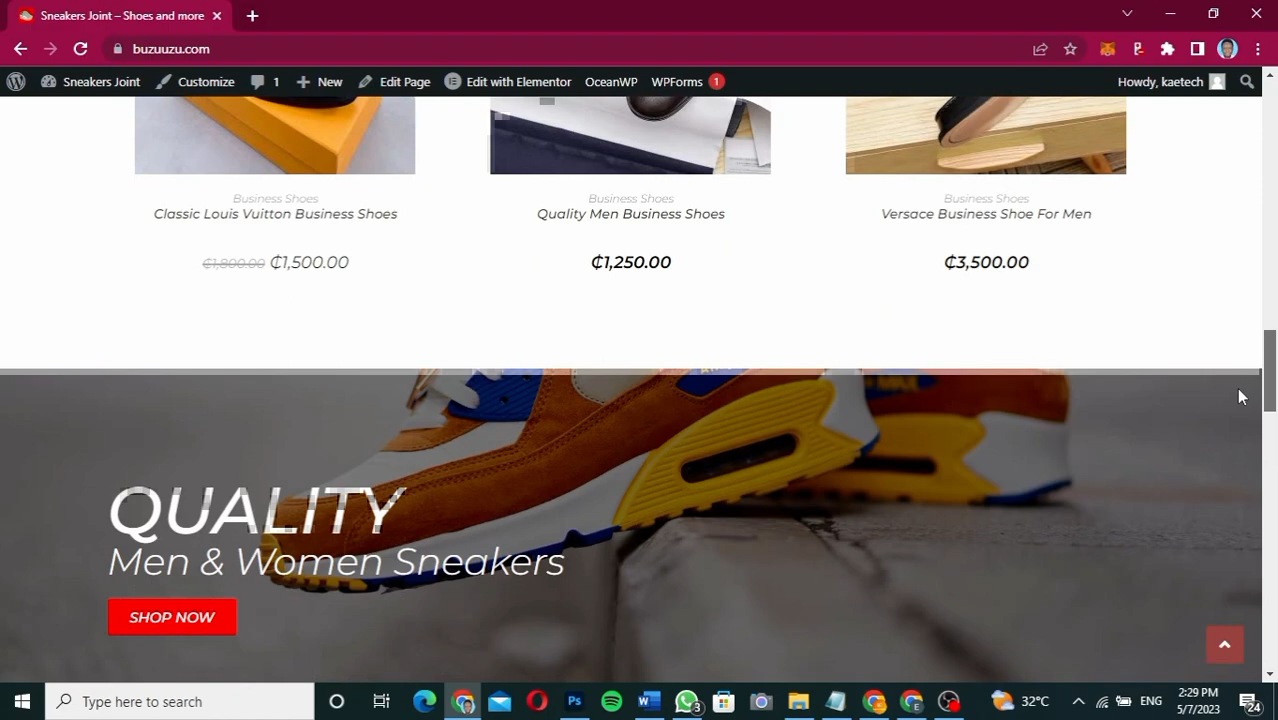 Sneakers Joint – Shoes and more
buzuuzu.com
Sneakers Joint Customize 1 New Edit Page Edit with Elementor OceanWP WPForms 1 Howdy, kaetech
Business Shoes Business Shoes Business Shoes
Classic Louis Vuitton Business Shoes Quality Men Business Shoes Versace Business Shoe For Men
₵1,800.00 ₵1,500.00 ₵1,250.00 ₵3,500.00
QUALITY
Men & Women Sneakers
SHOP NOW
Type here to search Ps 3 E 32°C ENG 2:29 PM
5/7/2023 24